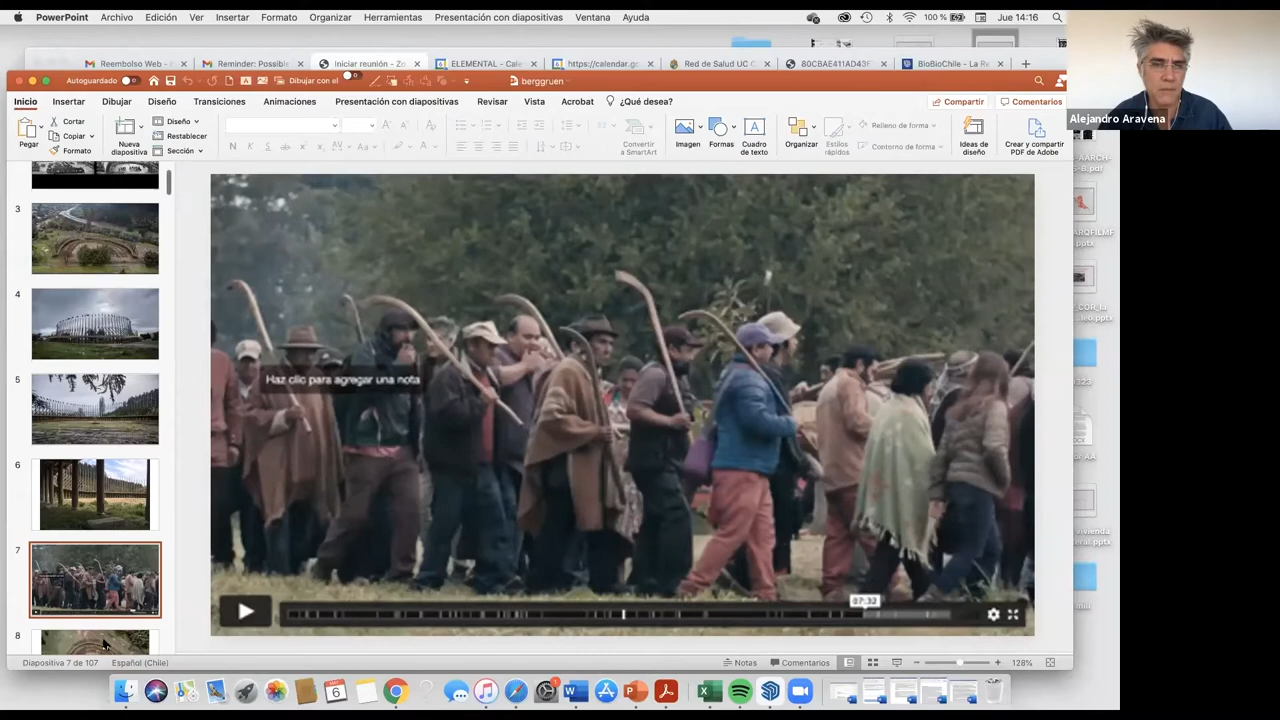 PowerPoint Archivo Edición Ver Insertar Formato Organizar Herramientas Presentación con diapositivas Ventana Ayuda 100 % Jue 14:16
Reembolso Web - Reminder: Possible Iniciar reunión - Zo ELEMENTAL - Cale https://calendar.go Red de Salud UC C 80CBAE411AD43F BioBioChile - La Re
Autoguardado Dibujar con el berggruen
Inicio Insertar Dibujar Diseño Transiciones Animaciones Presentación con diapositivas Revisar Vista Acrobat ¿Qué desea? Compartir Comentarios
Alejandro Aravena
Pegar
Cortar
Copiar
Formato
Nueva diapositiva
Diseño
Restablecer
Sección
Convertir a SmartArt
Imagen
Formas
Cuadro de texto
Organizar
Estilos rápidos
Relleno de forma
Contorno de forma
Ideas de diseño
Crear y compartir PDF de Adobe
3
4
5
6
7
8
Haz clic para agregar una nota
07:32
.pptx
DCX
Diapositiva 7 de 107 Español (Chile) Notas Comentarios 128%
MAY
6